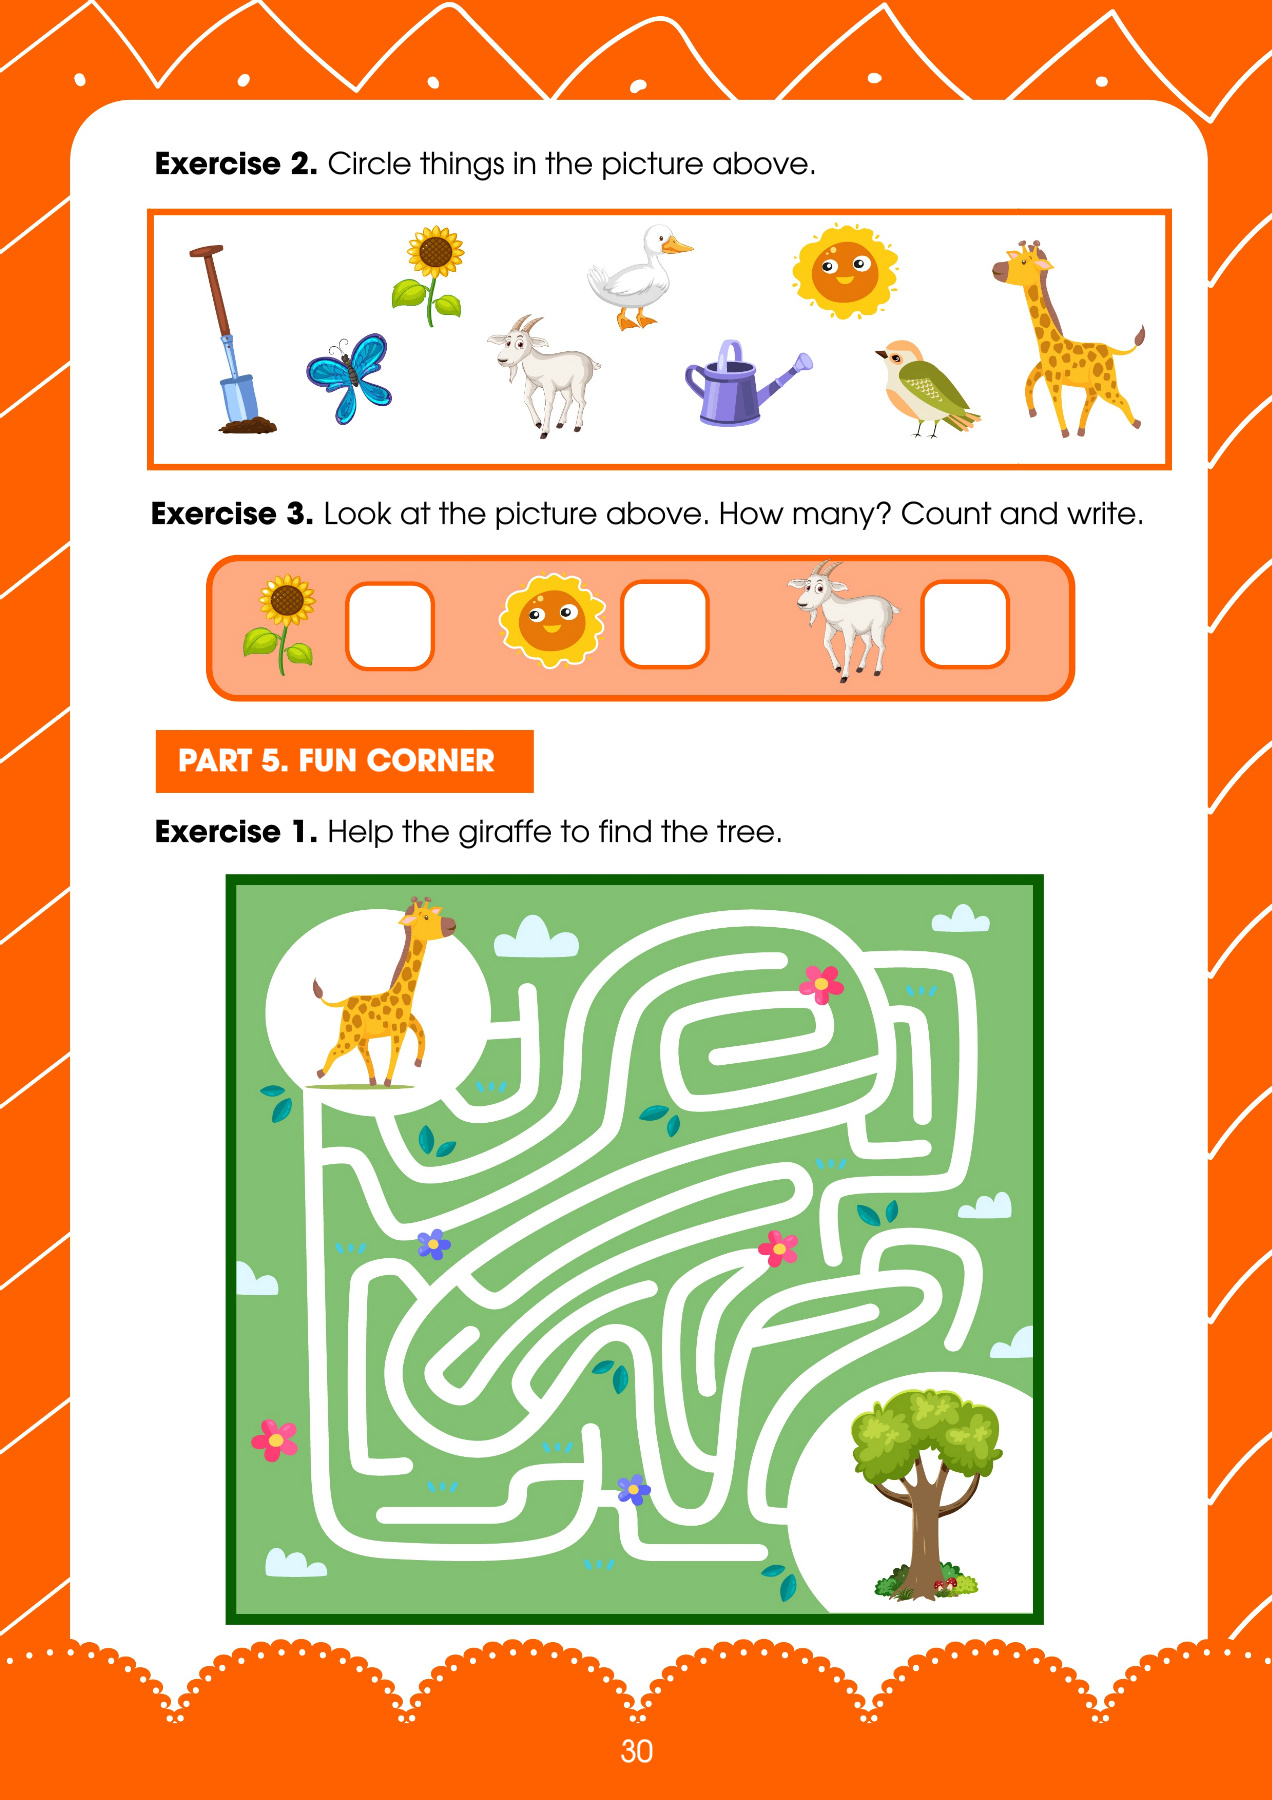 Exercise 2. Circle things in the picture above.
Exercise 3. Look at the picture above. How many? Count and write.
PART 5. FUN CORNER
Exercise 1. Help the giraffe to find the tree.
30